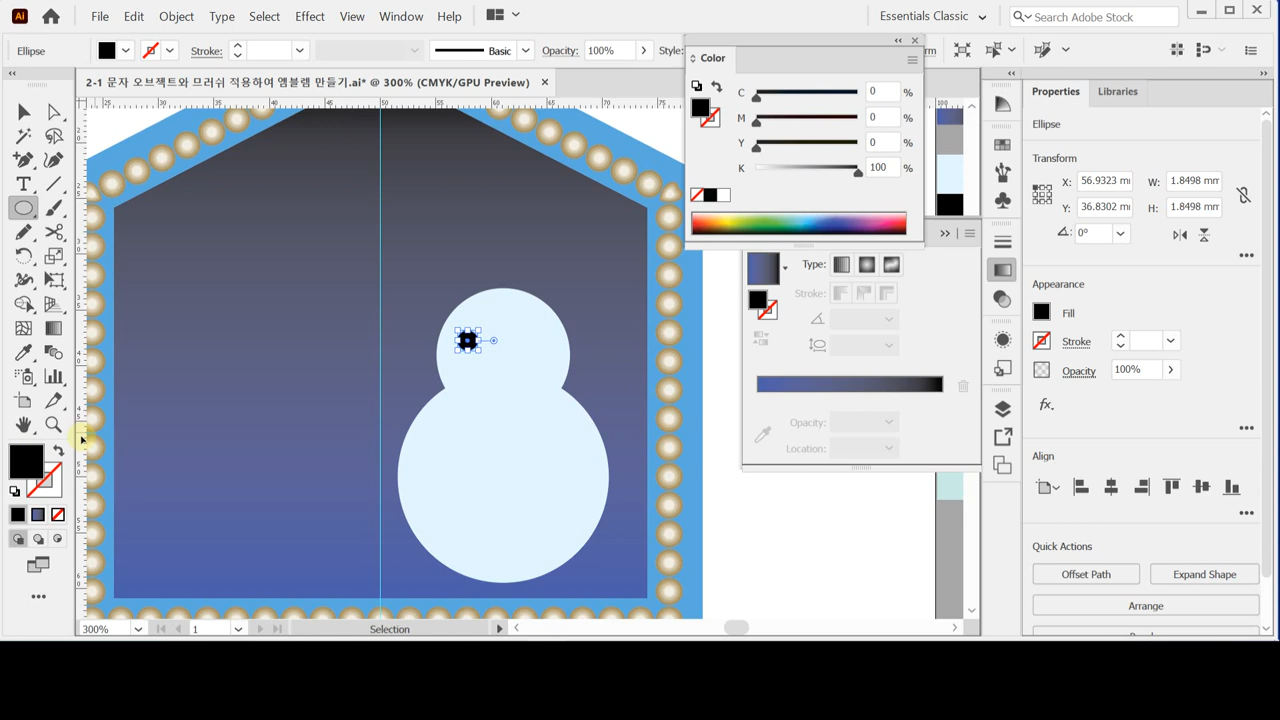 Ai File Edit Object Type Select Effect View Window Help Essentials Classic Search Adobe Stock
Ellipse Stroke: Basic Opacity: 100% Style:
2-1 문자 오브젝트와 브러쉬 적용하여 엠블렘 만들기.ai* @ 300% (CMYK/GPU Preview)
Color
C 0 %
M 0 %
Y 0 %
K 100 %
Type:
Stroke:
Opacity:
Location:
Properties Libraries
Ellipse
Transform
X: 56.9323 W: 1.8498 mm
Y: 36.8302 H: 1.8498 mm
0°
Appearance
Fill
Stroke
Opacity 100%
fx
Align
Quick Actions
Offset Path Expand Shape
Arrange
300% 1 Selection